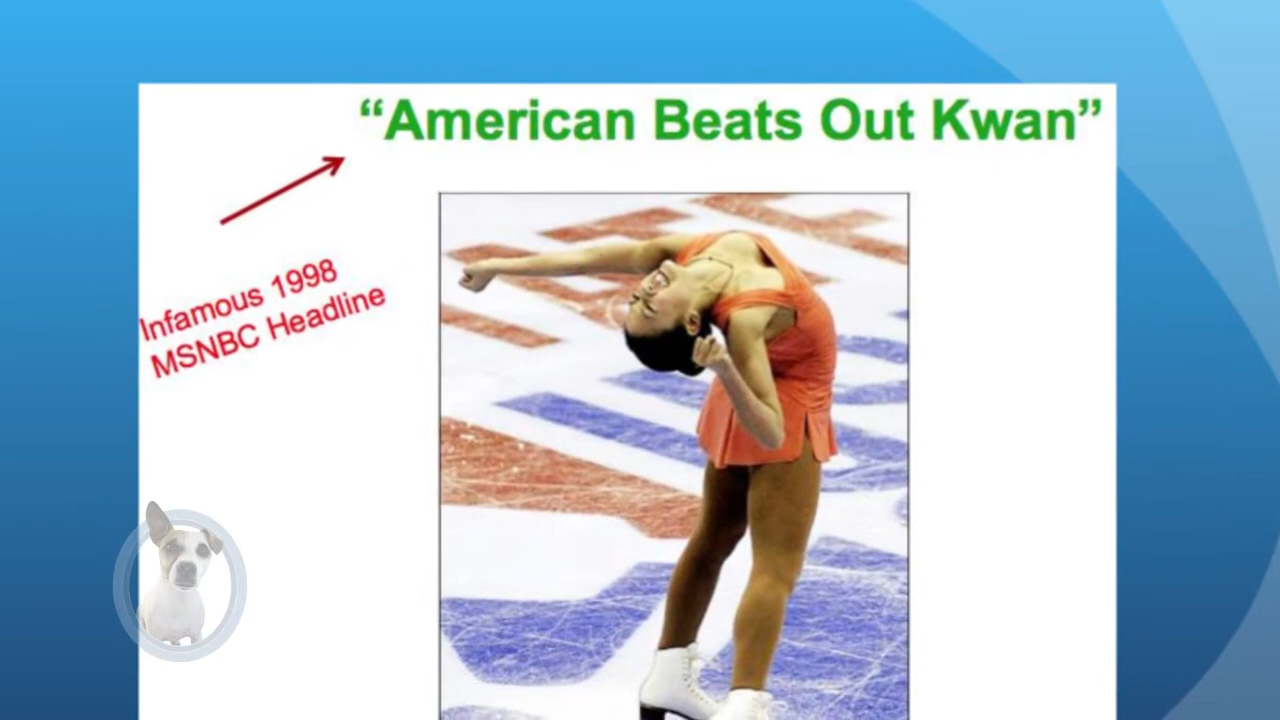 “American Beats Out Kwan”
Infamous 1998
MSNBC Headline